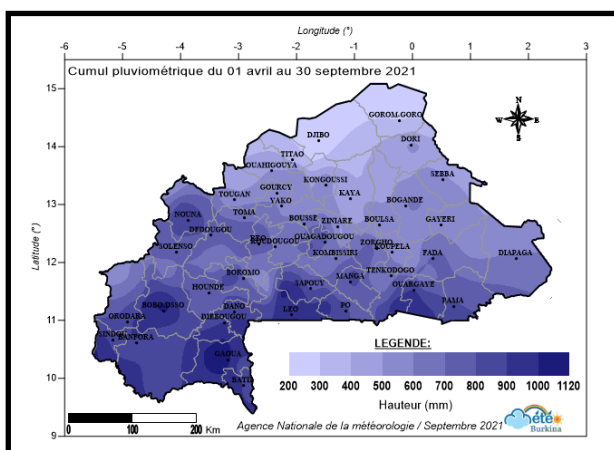 Longitude (°)
-6 -5 -4 -3 -2 -1 0 1 2 3
Cumul pluviométrique du 01 avril au 30 septembre 2021
15
N
W E
S
GOROM-GORO
DJIBO
DORI
14
TITAO
OUAHIGOUYA
KONGOUSSI
SEBBA
GOURCY
KAYA
13
TOUGAN
YAKO
BOGANDE
NOUNA
TOMA
BOUSSE
ZINIARE
BOULSA
GAYERI
DEDOUGOU
OUAGADOUGOU
ZORGHO
SOLENSO
KOMBISSIRI
KOUPELA
FADA
DIAPAGA
12
Latitude (°)
BOROMO
TENKODOGO
MANGA
HOUNDE
SAPOUY
OUARGAYE
BOBO-DSSO
DANO
LEO
PO
PAMA
11
ORODARA
DIEBOUGOU
SINDOU
BANFORA
LEGENDE:
GAOUA
10
BATIE
200 300 400 500 600 700 800 900 1000 1120
Hauteur (mm)
0 100 200 Km
Agence Nationale de la météorologie / Septembre 2021
été
Burkina
9